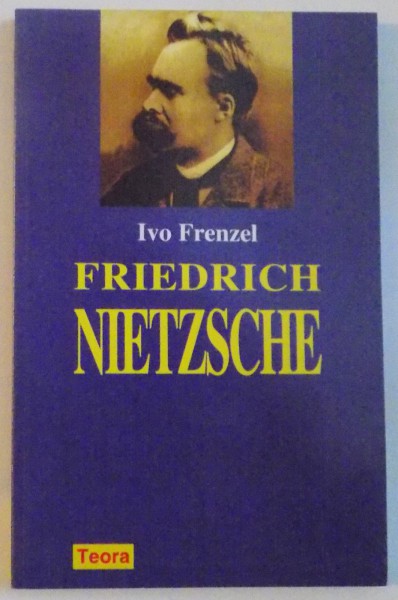 Ivo Frenzel
FRIEDRICH
NIETZSCHE
Teora